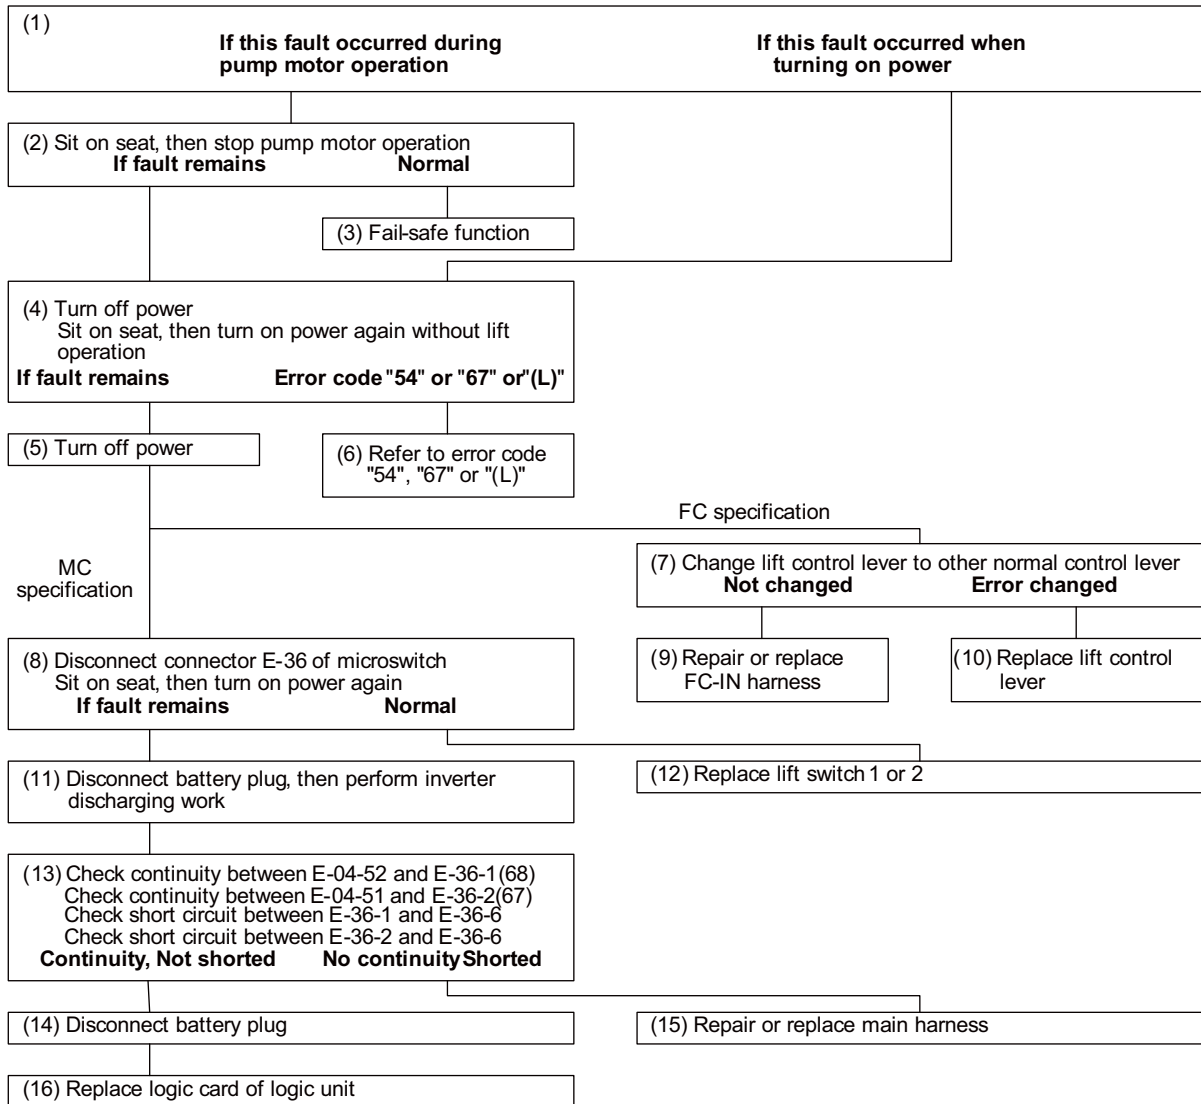 (1)
If this fault occurred during
pump motor operation
If this fault occurred when
turning on power
(2) Sit on seat, then stop pump motor operation
If fault remains Normal
(3) Fail-safe function
(4) Turn off power
Sit on seat, then turn on power again without lift
operation
If fault remains Error code "54" or "67" or"(L)"
(5) Turn off power
(6) Refer to error code
"54", "67" or "(L)"
FC specification
MC
specification
(7) Change lift control lever to other normal control lever
Not changed Error changed
(8) Disconnect connector E-36 of microswitch
Sit on seat, then turn on power again
If fault remains Normal
(9) Repair or replace
FC-IN harness
(10) Replace lift control
lever
(11) Disconnect battery plug, then perform inverter
discharging work
(12) Replace lift switch 1 or 2
(13) Check continuity between E-04-52 and E-36-1(68)
Check continuity between E-04-51 and E-36-2(67)
Check short circuit between E-36-1 and E-36-6
Check short circuit between E-36-2 and E-36-6
Continuity, Not shorted No continuity Shorted
(14) Disconnect battery plug
(15) Repair or replace main harness
(16) Replace logic card of logic unit